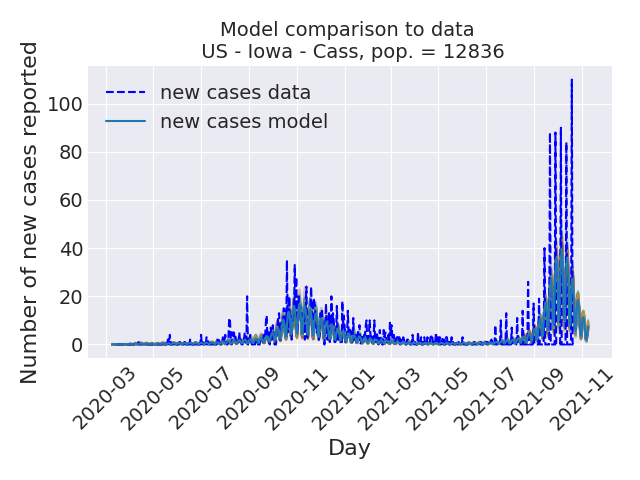 Model comparison to data
US - Iowa - Cass, pop. = 12836
new cases data
new cases model
Number of new cases reported
100
80
60
40
20
0
2020-03
2020-05
2020-07
2020-09
2020-11
2021-01
2021-03
2021-05
2021-07
2021-09
2021-11
Day